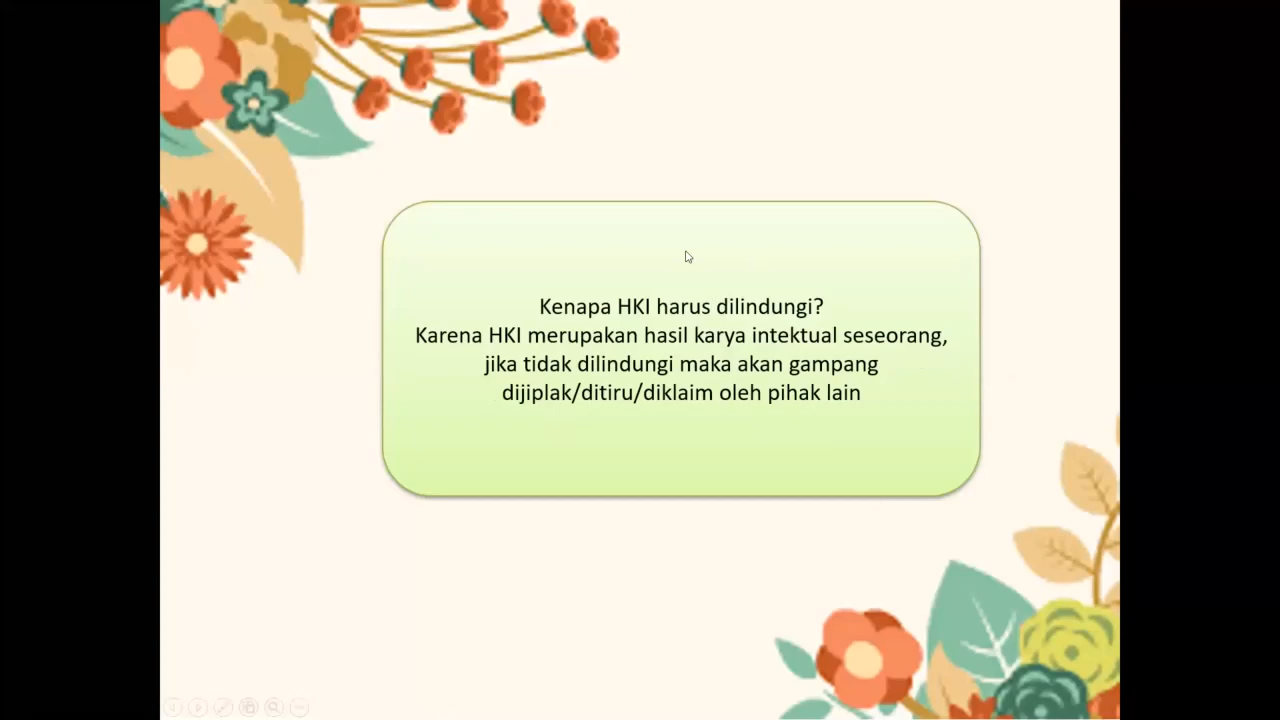 Kenapa HKI harus dilindungi?
Karena HKI merupakan hasil karya intektual seseorang,
jika tidak dilindungi maka akan gampang
dijiplak/ditiru/diklaim oleh pihak lain